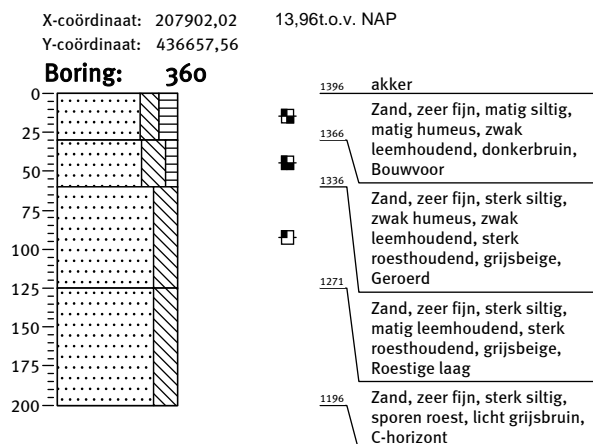 X-coördinaat: 207902,02 13,96t.o.v. NAP
Y-coördinaat: 436657,56
Boring: 360
0
25
50
75
100
125
150
175
200
1396 akker
Zand, zeer fijn, matig siltig,
matig humeus, zwak
leemhoudend, donkerbruin,
Bouwvoor
1366
1336
Zand, zeer fijn, sterk siltig,
zwak humeus, zwak
leemhoudend, sterk
roesthoudend, grijsbeige,
Geroerd
1271
Zand, zeer fijn, sterk siltig,
matig leemhoudend, sterk
roesthoudend, grijsbeige,
Roestige laag
1196
Zand, zeer fijn, sterk siltig,
sporen roest, licht grijsbruin,
C-horizont